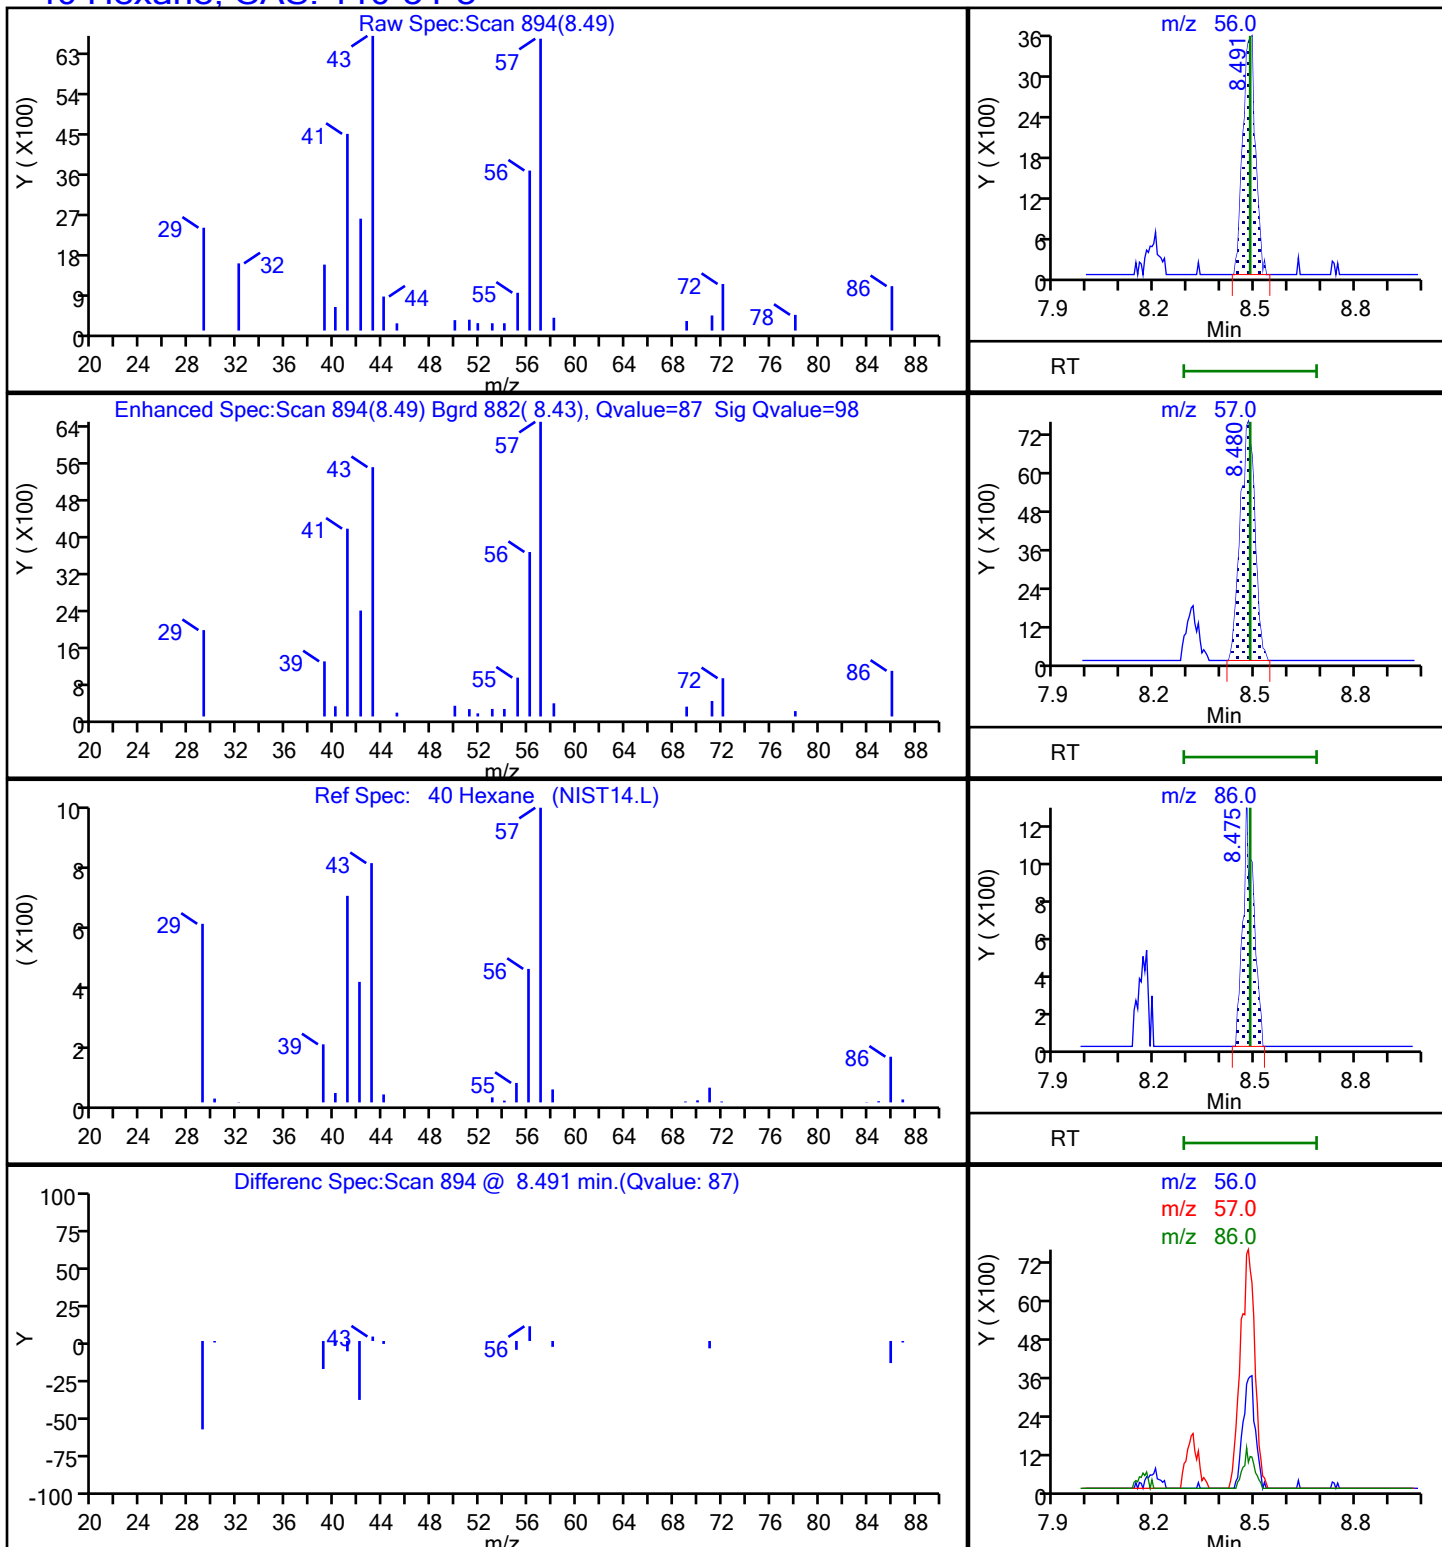 Raw Spec:Scan 894(8.49)
Y ( X100)
63
54
45
36
27
18
9
0
43
57
41
56
29
32
44
55
72
78
86
20 24 28 32 36 40 44 48 52 56 60 64 68 72 76 80 84 88
m/z
m/z 56.0
Y ( X100)
36
30
24
18
12
6
0
8.491
7.9 8.2 8.5 8.8
Min
RT
Enhanced Spec:Scan 894(8.49) Bgrd 882( 8.43), Qvalue=87 Sig Qvalue=98
Y ( X100)
64
56
48
40
32
24
16
8
0
57
43
41
56
29
39
55
72
86
20 24 28 32 36 40 44 48 52 56 60 64 68 72 76 80 84 88
m/z
m/z 57.0
Y ( X100)
72
60
48
36
24
12
0
8.480
7.9 8.2 8.5 8.8
Min
RT
Ref Spec: 40 Hexane (NIST14.L)
( X100)
10
8
6
4
2
0
57
43
29
56
39
55
86
20 24 28 32 36 40 44 48 52 56 60 64 68 72 76 80 84 88
m/z
m/z 86.0
Y ( X100)
12
10
8
6
4
2
0
8.475
7.9 8.2 8.5 8.8
Min
RT
Differenc Spec:Scan 894 @ 8.491 min.(Qvalue: 87)
Y
100
75
50
25
0
-25
-50
-75
-100
43
56
20 24 28 32 36 40 44 48 52 56 60 64 68 72 76 80 84 88
m/z
m/z 56.0
m/z 57.0
m/z 86.0
Y ( X100)
72
60
48
36
24
12
0
7.9 8.2 8.5 8.8
Min